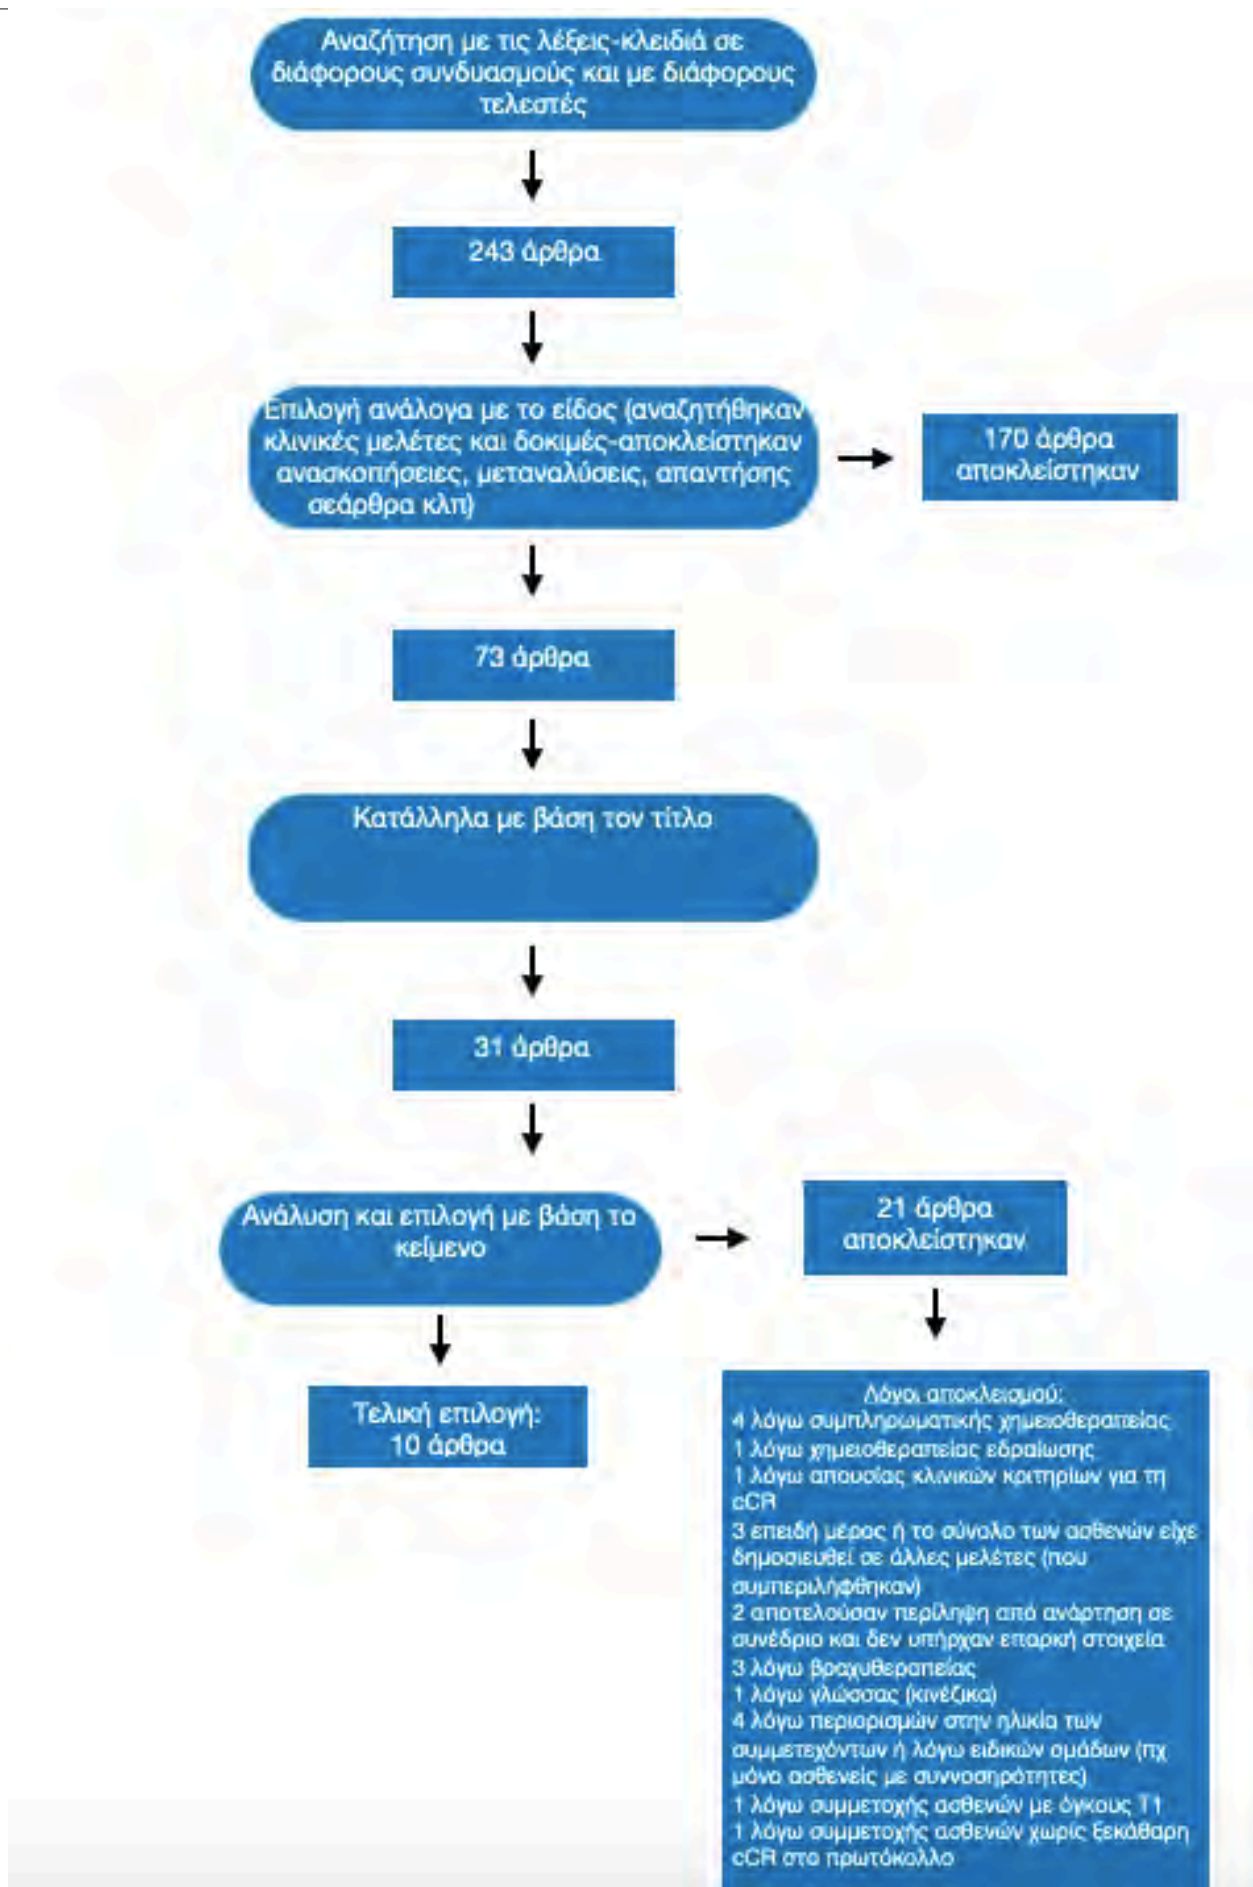 Αναζήτηση με τις λέξεις-κλειδιά σε
διάφορους συνδυασμούς και με διάφορους
τελεστές
243 άρθρα
Επιλογή ανάλογα με το είδος (αναζητήθηκαν
κλινικές μελέτες και δοκιμές-αποκλείστηκαν
ανασκοπήσειες, μεταναλύσεις, απαντήσης
σεάρθρα κλπ)
170 άρθρα
αποκλείστηκαν
73 άρθρα
Κατάλληλα με βάση τον τίτλο
31 άρθρα
Ανάλυση και επιλογή με βάση το
κείμενο
21 άρθρα
αποκλείστηκαν
Τελική επιλογή:
10 άρθρα
Λόγοι αποκλεισμού:
4 λόγω συμπληρωματικής χημειοθεραπείας
1 λόγω χημειοθεραπείας εδραίωσης
1 λόγω απουσίας κλινικών κριτηρίων για τη
cCR
3 επειδή μέρος ή το σύνολο των ασθενών είχε
δημοσιευθεί σε άλλες μελέτες (που
συμπεριλήφθηκαν)
2 αποτελούσαν περίληψη από ανάρτηση σε
συνέδριο και δεν υπήρχαν επαρκή στοιχεία
3 λόγω βραχυθεραπείας
1 λόγω γλώσσας (κινέζικα)
4 λόγω περιορισμών στην ηλικία των
συμμετεχόντων ή λόγω ειδικών ομάδων (πχ
μόνο ασθενείς με συννοσηρότητες)
1 λόγω συμμετοχής ασθενών με όγκους T1
1 λόγω συμμετοχής ασθενών χωρίς ξεκάθαρη
cCR στο πρωτόκολλο